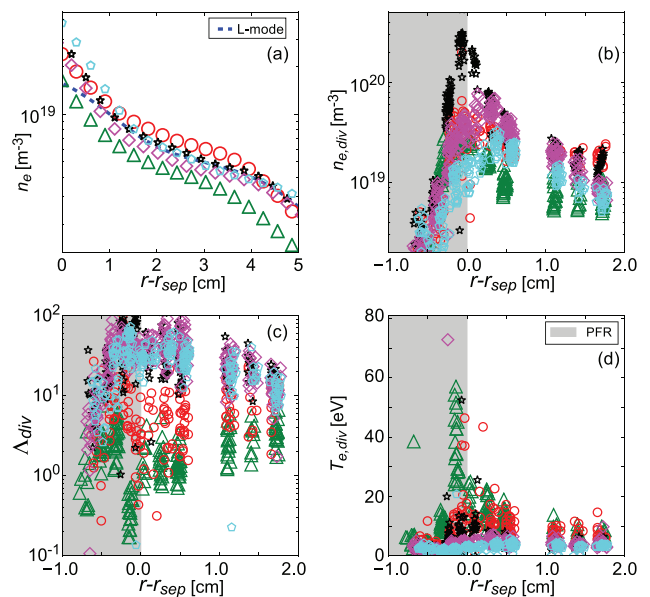 L-mode
(a)
10^19
n_e [m^-3]
0 1 2 3 4 5
r-r_sep [cm]
(b)
10^20
10^19
n_e,div [m^-3]
−1.0 0.0 1.0 2.0
r-r_sep [cm]
(c)
10^2
10^1
10^0
10^-1
Λ_div
−1.0 0.0 1.0 2.0
r-r_sep [cm]
PFR
(d)
80
60
40
20
0
T_e,div [eV]
−1.0 0.0 1.0 2.0
r-r_sep [cm]